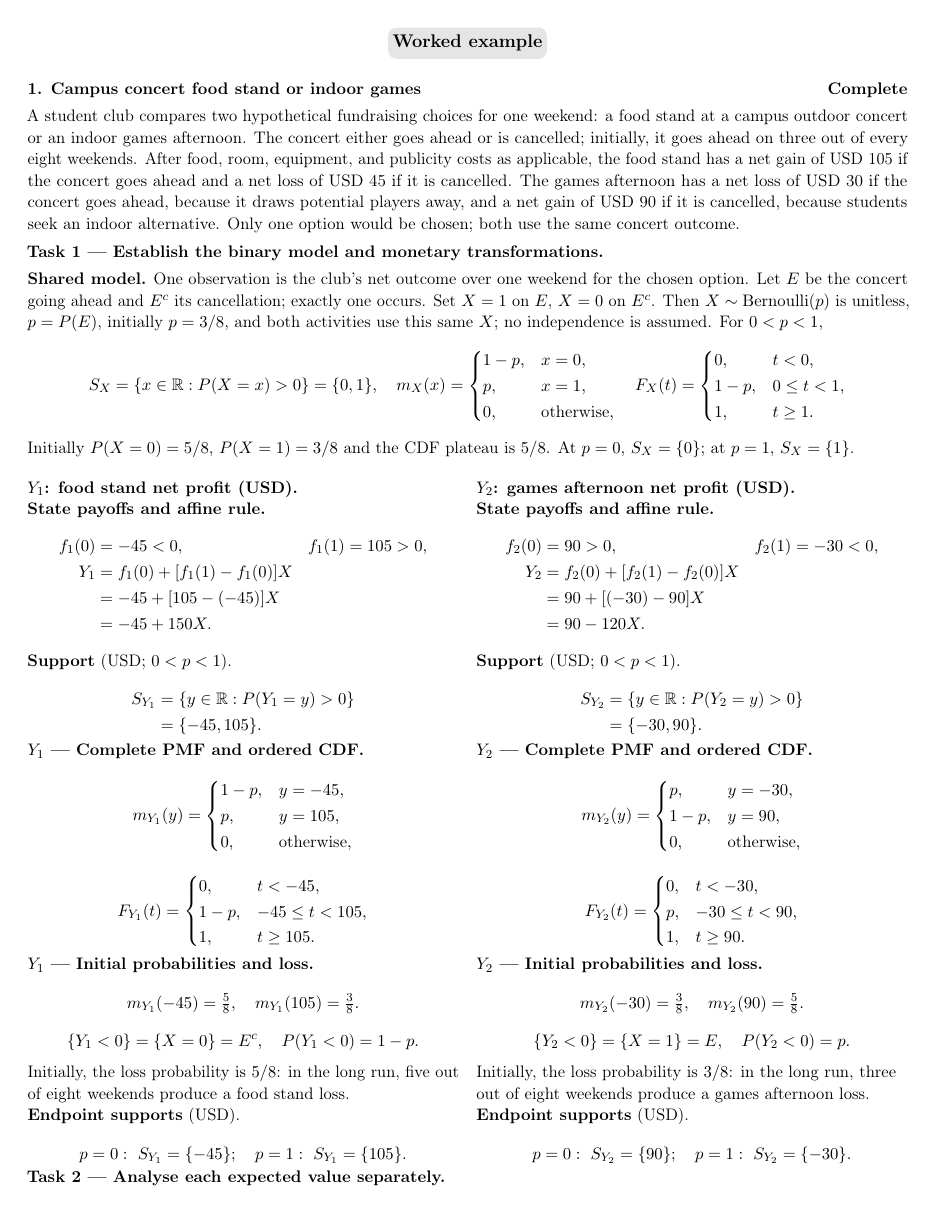 Worked example
1. Campus concert food stand or indoor games Complete
A student club compares two hypothetical fundraising choices for one weekend: a food stand at a campus outdoor concert
or an indoor games afternoon. The concert either goes ahead or is cancelled; initially, it goes ahead on three out of every
eight weekends. After food, room, equipment, and publicity costs as applicable, the food stand has a net gain of USD 105 if
the concert goes ahead and a net loss of USD 45 if it is cancelled. The games afternoon has a net loss of USD 30 if the
concert goes ahead, because it draws potential players away, and a net gain of USD 90 if it is cancelled, because students
seek an indoor alternative. Only one option would be chosen; both use the same concert outcome.
Task 1 — Establish the binary model and monetary transformations.
Shared model. One observation is the club's net outcome over one weekend for the chosen option. Let E be the concert
going ahead and E^c its cancellation; exactly one occurs. Set X = 1 on E, X = 0 on E^c. Then X ∼ Bernoulli(p) is unitless,
p = P(E), initially p = 3/8, and both activities use this same X; no independence is assumed. For 0 < p < 1,
S_X = {x ∈ ℝ : P(X = x) > 0} = {0, 1}, m_X(x) = { 1 − p, x = 0, p, x = 1, 0, otherwise, F_X(t) = { 0, t < 0, 1 − p, 0 ≤ t < 1, 1, t ≥ 1.
Initially P(X = 0) = 5/8, P(X = 1) = 3/8 and the CDF plateau is 5/8. At p = 0, S_X = {0}; at p = 1, S_X = {1}.
Y_1: food stand net profit (USD).
State payoffs and affine rule.
f_1(0) = −45 < 0, f_1(1) = 105 > 0,
Y_1 = f_1(0) + [f_1(1) − f_1(0)]X
= −45 + [105 − (−45)]X
= −45 + 150X.
Support (USD; 0 < p < 1).
S_{Y_1} = {y ∈ ℝ : P(Y_1 = y) > 0}
= {−45, 105}.
Y_1 — Complete PMF and ordered CDF.
m_{Y_1}(y) = { 1 − p, y = −45, p, y = 105, 0, otherwise,
F_{Y_1}(t) = { 0, t < −45, 1 − p, −45 ≤ t < 105, 1, t ≥ 105.
Y_1 — Initial probabilities and loss.
m_{Y_1}(−45) = 5/8, m_{Y_1}(105) = 3/8.
{Y_1 < 0} = {X = 0} = E^c, P(Y_1 < 0) = 1 − p.
Initially, the loss probability is 5/8: in the long run, five out
of eight weekends produce a food stand loss.
Endpoint supports (USD).
p = 0 : S_{Y_1} = {−45}; p = 1 : S_{Y_1} = {105}.
Y_2: games afternoon net profit (USD).
State payoffs and affine rule.
f_2(0) = 90 > 0, f_2(1) = −30 < 0,
Y_2 = f_2(0) + [f_2(1) − f_2(0)]X
= 90 + [(−30) − 90]X
= 90 − 120X.
Support (USD; 0 < p < 1).
S_{Y_2} = {y ∈ ℝ : P(Y_2 = y) > 0}
= {−30, 90}.
Y_2 — Complete PMF and ordered CDF.
m_{Y_2}(y) = { p, y = −30, 1 − p, y = 90, 0, otherwise,
F_{Y_2}(t) = { 0, t < −30, p, −30 ≤ t < 90, 1, t ≥ 90.
Y_2 — Initial probabilities and loss.
m_{Y_2}(−30) = 3/8, m_{Y_2}(90) = 5/8.
{Y_2 < 0} = {X = 1} = E, P(Y_2 < 0) = p.
Initially, the loss probability is 3/8: in the long run, three
out of eight weekends produce a games afternoon loss.
Endpoint supports (USD).
p = 0 : S_{Y_2} = {90}; p = 1 : S_{Y_2} = {−30}.
Task 2 — Analyse each expected value separately.